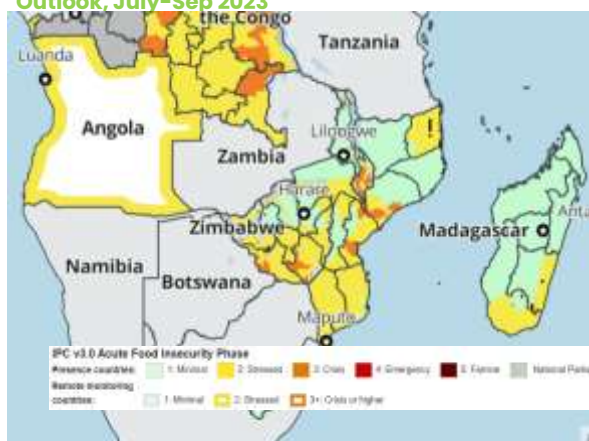 Outlook, July-Sep 2023
the Congo
Tanzania
Luanda
Angola
Lilongwe
Zambia
Harare
Zimbabwe
Madagascar
Anta
Namibia
Botswana
Maputo
IPC v3.0 Acute Food Insecurity Phase
Presence countries: 1: Minimal 2: Stressed 3: Crisis 4: Emergency 5: Famine National Parks
Remote monitoring
countries: 1: Minimal 2: Stressed 3+: Crisis or higher